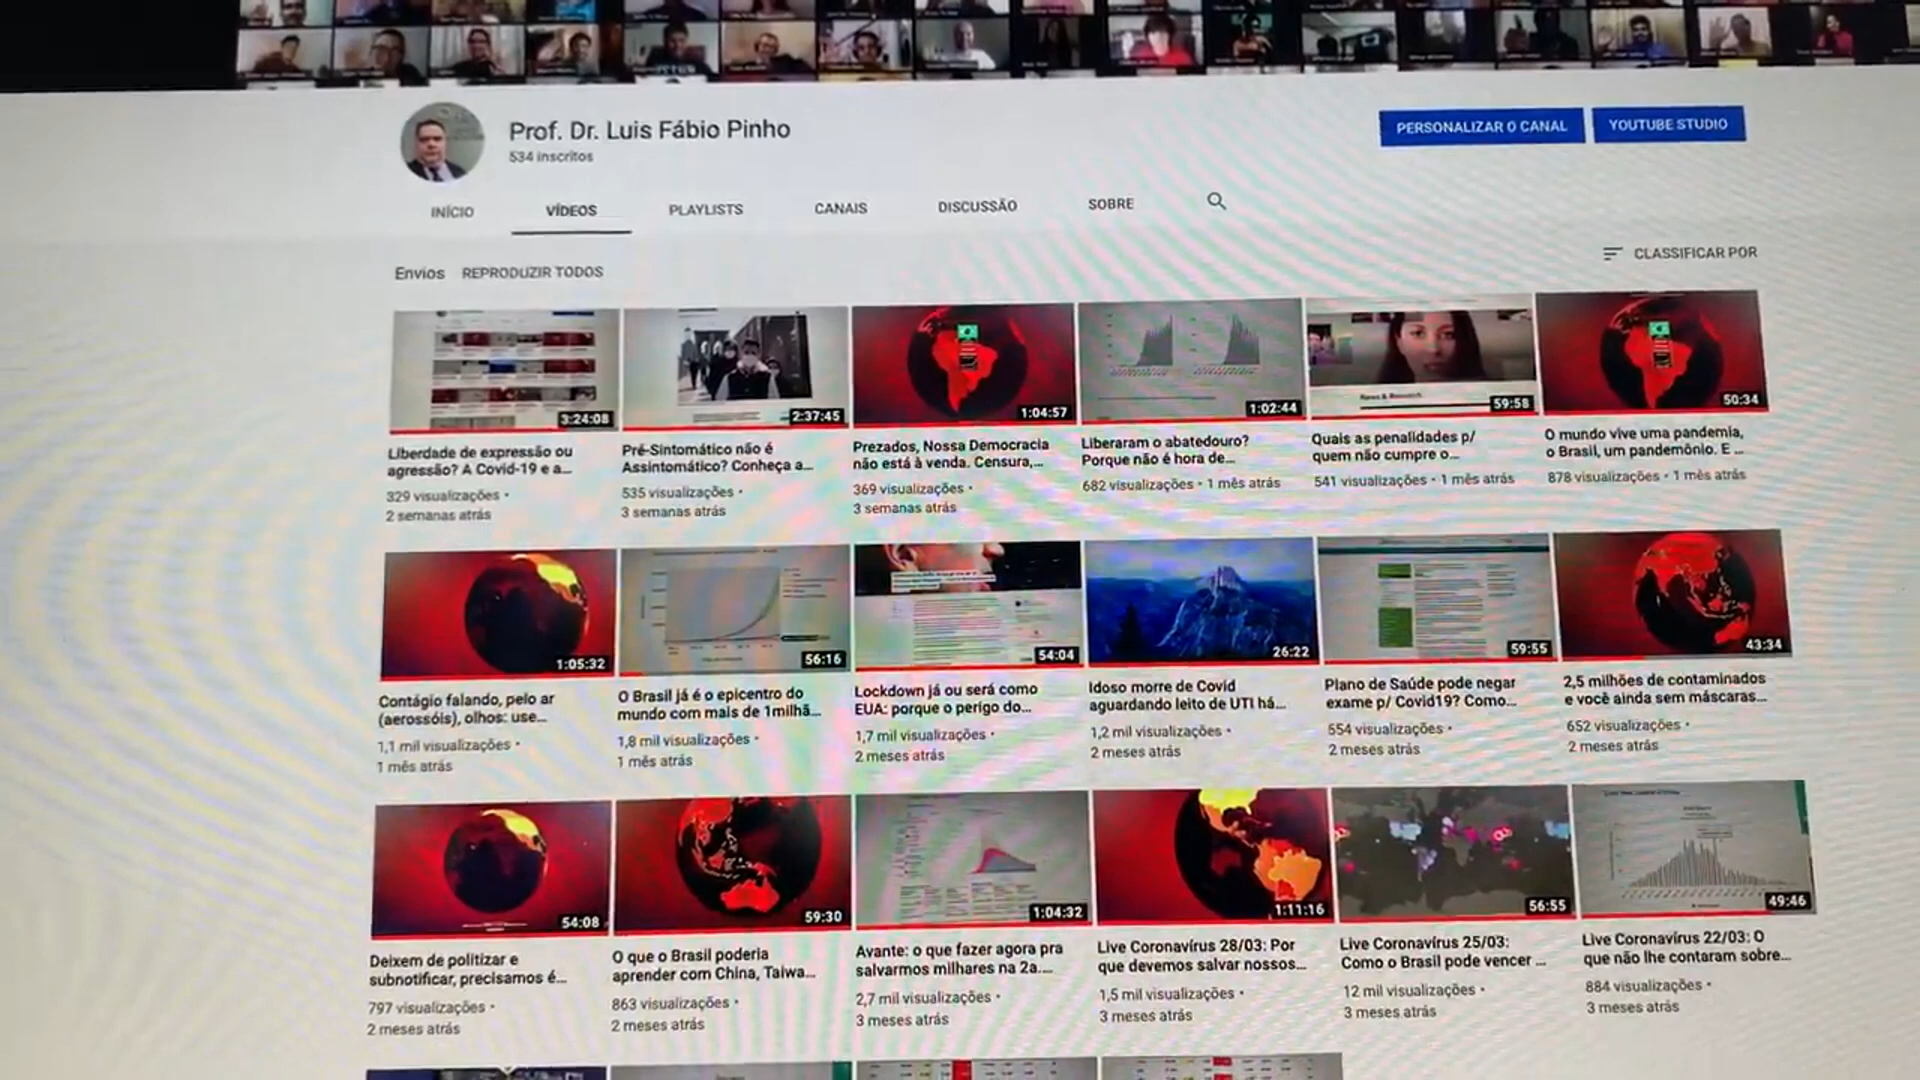 Prof. Dr. Luis Fábio Pinho
534 inscritos
PERSONALIZAR O CANAL
YOUTUBE STUDIO
INÍCIO
VÍDEOS
PLAYLISTS
CANAIS
DISCUSSÃO
SOBRE
Envios
REPRODUZIR TODOS
CLASSIFICAR POR
3:24:08
Liberdade de expressão ou
agressão? A Covid-19 e a...
329 visualizações •
2 semanas atrás
2:37:45
Pré-Sintomático não é
Assintomático? Conheça a...
535 visualizações •
3 semanas atrás
1:04:57
Prezados, Nossa Democracia
não está à venda. Censura,...
369 visualizações •
3 semanas atrás
1:02:44
Liberaram o abatedouro?
Porque não é hora de...
682 visualizações • 1 mês atrás
59:58
Quais as penalidades p/
quem não cumpre o...
541 visualizações • 1 mês atrás
50:34
O mundo vive uma pandemia,
o Brasil, um pandemônio. E ...
878 visualizações • 1 mês atrás
1:05:32
Contágio falando, pelo ar
(aerossóis), olhos: use...
1,1 mil visualizações •
1 mês atrás
56:16
O Brasil já é o epicentro do
mundo com mais de 1milhã...
1,8 mil visualizações •
1 mês atrás
54:04
Lockdown já ou será como
EUA: porque o perigo do...
1,7 mil visualizações •
2 meses atrás
26:22
Idoso morre de Covid
aguardando leito de UTI há...
1,2 mil visualizações •
2 meses atrás
59:55
Plano de Saúde pode negar
exame p/ Covid19? Como...
554 visualizações •
2 meses atrás
43:34
2,5 milhões de contaminados
e você ainda sem máscaras...
652 visualizações •
2 meses atrás
54:08
Deixem de politizar e
subnotificar, precisamos é...
797 visualizações •
2 meses atrás
59:30
O que o Brasil poderia
aprender com China, Taiwa...
863 visualizações •
2 meses atrás
1:04:32
Avante: o que fazer agora pra
salvarmos milhares na 2a....
2,7 mil visualizações •
3 meses atrás
1:11:16
Live Coronavírus 28/03: Por
que devemos salvar nossos...
1,5 mil visualizações •
3 meses atrás
56:55
Live Coronavírus 25/03:
Como o Brasil pode vencer ...
12 mil visualizações •
3 meses atrás
49:46
Live Coronavírus 22/03: O
que não lhe contaram sobre...
884 visualizações •
3 meses atrás